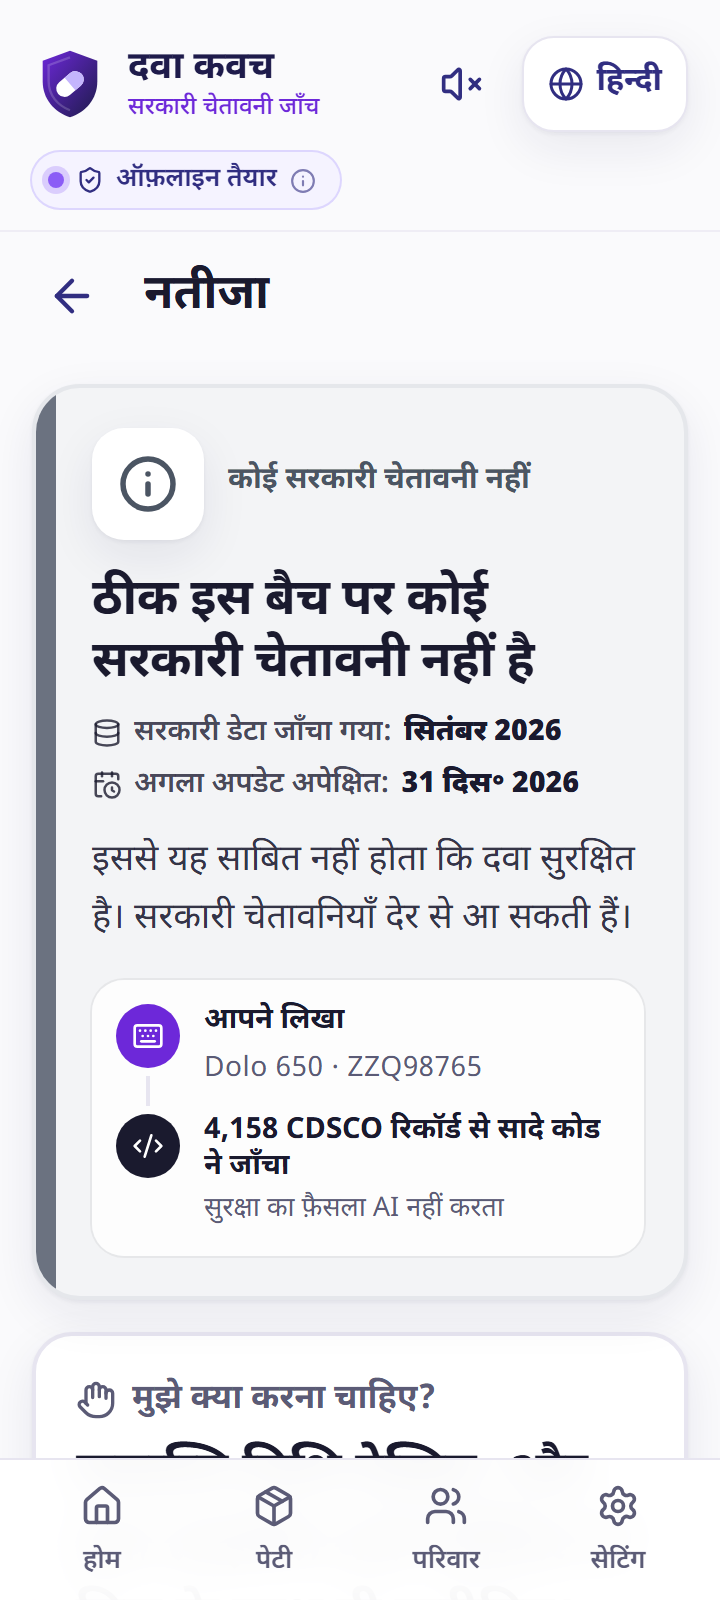 दवा कवच
सरकारी चेतावनी जाँच
हिन्दी
ऑफ़लाइन तैयार
नतीजा
कोई सरकारी चेतावनी नहीं
ठीक इस बैच पर कोई
सरकारी चेतावनी नहीं है
सरकारी डेटा जाँचा गया: सितंबर 2026
अगला अपडेट अपेक्षित: 31 दिस॰ 2026
इससे यह साबित नहीं होता कि दवा सुरक्षित
है। सरकारी चेतावनियाँ देर से आ सकती हैं।
आपने लिखा
Dolo 650 · ZZQ98765
4,158 CDSCO रिकॉर्ड से सादे कोड
ने जाँचा
सुरक्षा का फ़ैसला AI नहीं करता
मुझे क्या करना चाहिए?
होम
पेटी
परिवार
सेटिंग